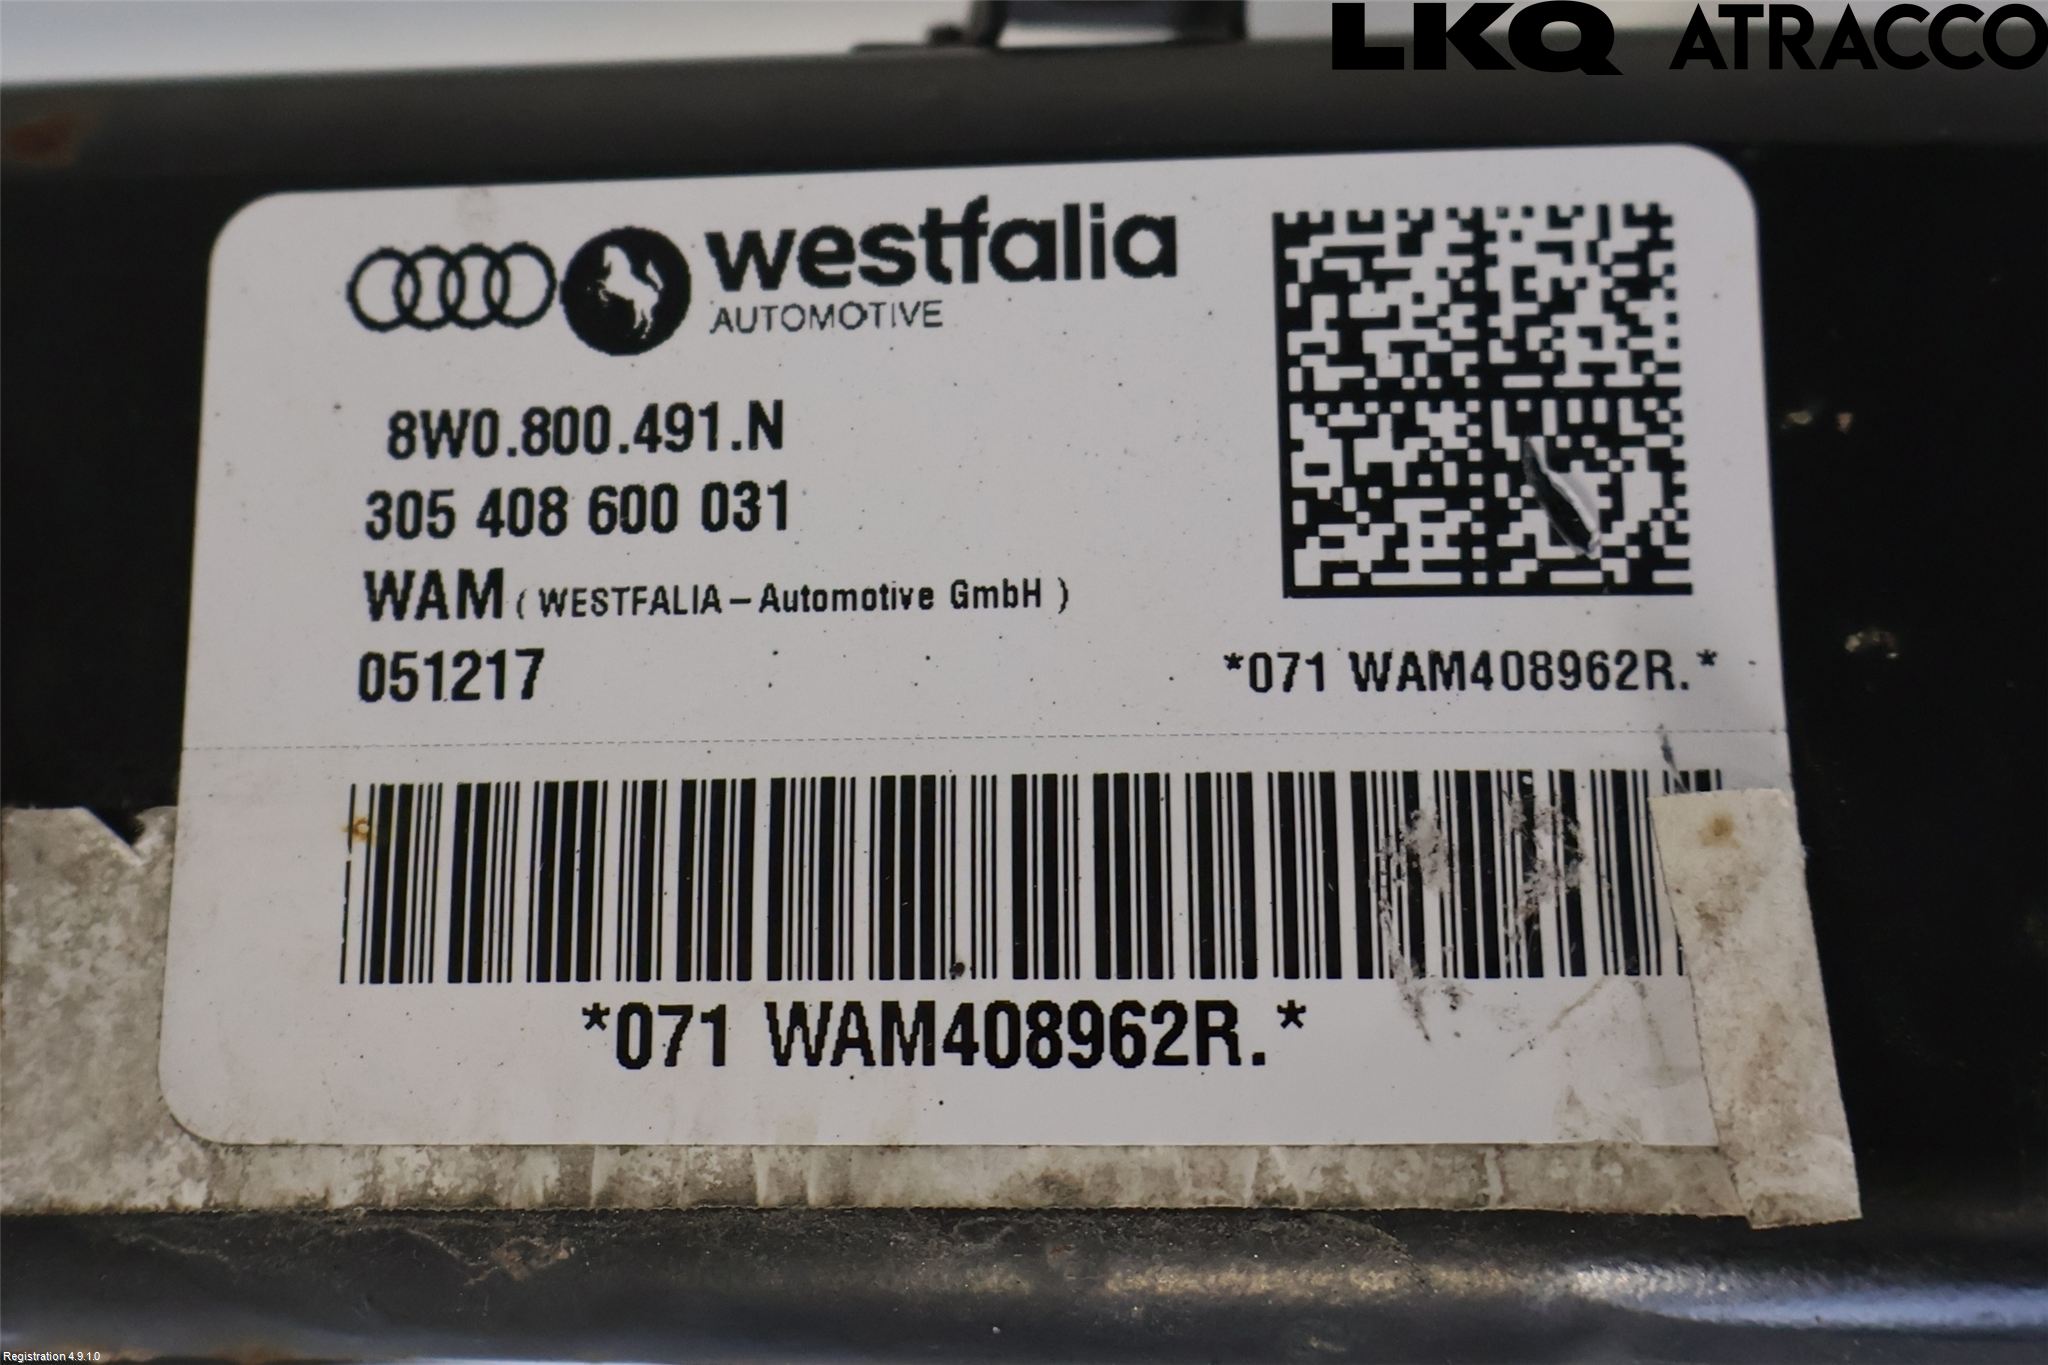 LKQ ATRACCO
westfalia
AUTOMOTIVE
8W0.800.491.N
305 408 600 031
WAM ( WESTFALIA – Automotive GmbH )
051217
*071 WAM408962R.*
*071 WAM408962R.*
Registration 4.9.1.0